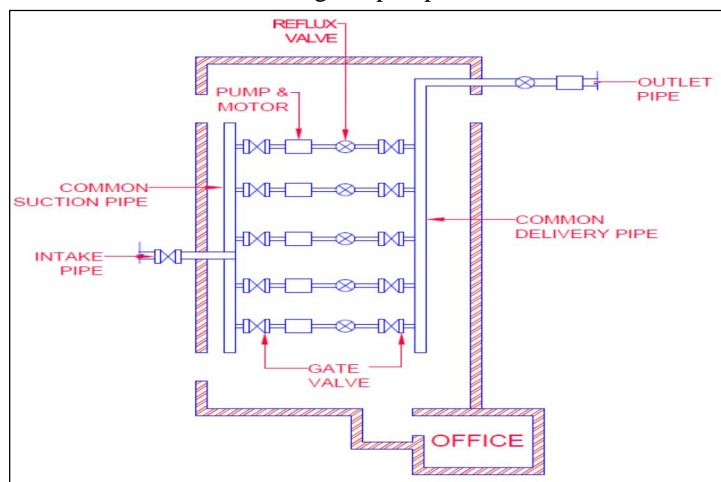 REFLUX
VALVE
PUMP &
MOTOR
OUTLET
PIPE
COMMON
SUCTION PIPE
COMMON
DELIVERY PIPE
INTAKE
PIPE
GATE
VALVE
OFFICE